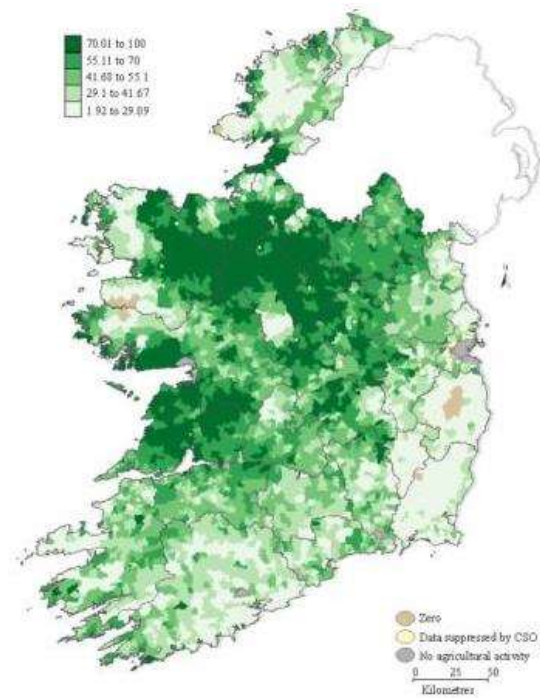 70.01 to 100
55.11 to 70
41.68 to 55.1
29.1 to 41.67
1.92 to 29.09
N
Zero
Data suppressed by CSO
No agricultural activity
0 25 50
Kilometres